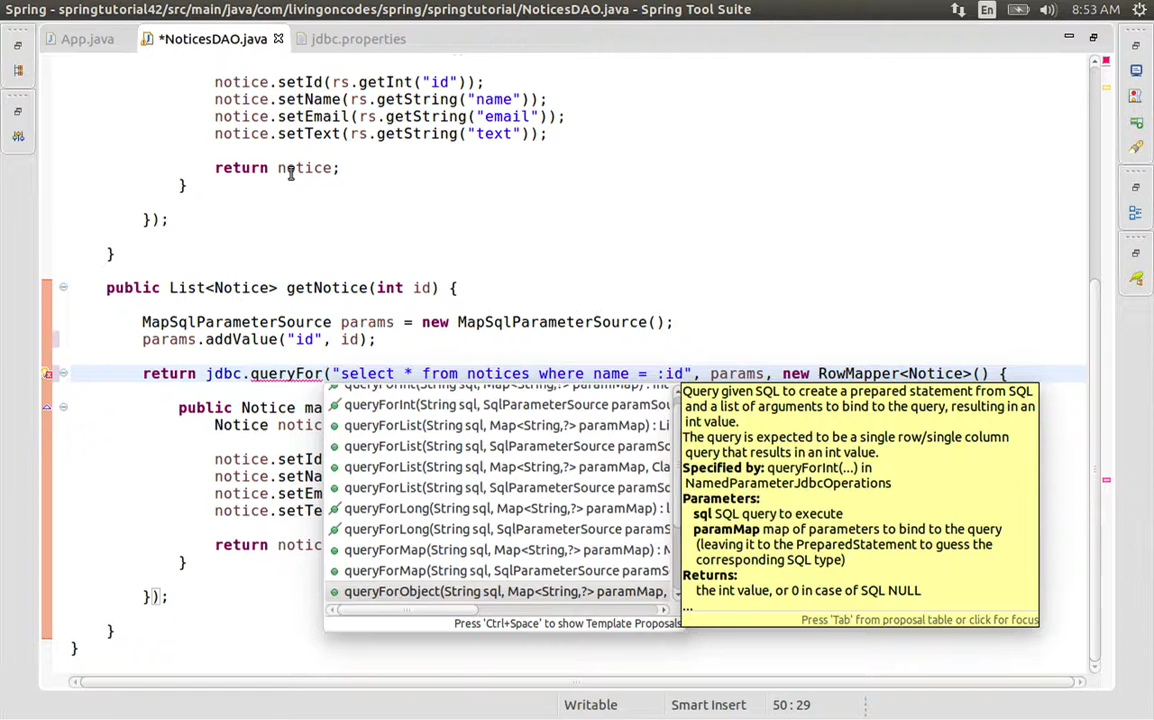 Spring - springtutorial42/src/main/java/com/livingoncodes/spring/springtutorial/NoticesDAO.java - Spring Tool Suite
En
8:53 AM
App.java
*NoticesDAO.java
jdbc.properties
notice.setId(rs.getInt("id"));
notice.setName(rs.getString("name"));
notice.setEmail(rs.getString("email"));
notice.setText(rs.getString("text"));
return notice;
}
});
}
public List<Notice> getNotice(int id) {
MapSqlParameterSource params = new MapSqlParameterSource();
params.addValue("id", id);
return jdbc.queryFor("select * from notices where name = :id", params, new RowMapper<Notice>() {
public Notice ma
Notice notic
notice.setId
notice.setNa
notice.setEm
notice.setTe
return notic
}
});
}
}
queryForInt(String sql, SqlParameterSource paramSou
queryForList(String sql, Map<String,?> paramMap) : Li
queryForList(String sql, SqlParameterSource paramSo
queryForList(String sql, Map<String,?> paramMap, Cla
queryForList(String sql, SqlParameterSource paramSo
queryForLong(String sql, Map<String,?> paramMap) : l
queryForLong(String sql, SqlParameterSource paramS
queryForMap(String sql, Map<String,?> paramMap) : M
queryForMap(String sql, SqlParameterSource paramS
queryForObject(String sql, Map<String,?> paramMap,
Press 'Ctrl+Space' to show Template Proposals
Query given SQL to create a prepared statement from SQL
and a list of arguments to bind to the query, resulting in an
int value.
The query is expected to be a single row/single column
query that results in an int value.
Specified by: queryForInt(...) in
NamedParameterJdbcOperations
Parameters:
sql SQL query to execute
paramMap map of parameters to bind to the query
(leaving it to the PreparedStatement to guess the
corresponding SQL type)
Returns:
the int value, or 0 in case of SQL NULL
...
Press 'Tab' from proposal table or click for focus
Writable
Smart Insert
50 : 29